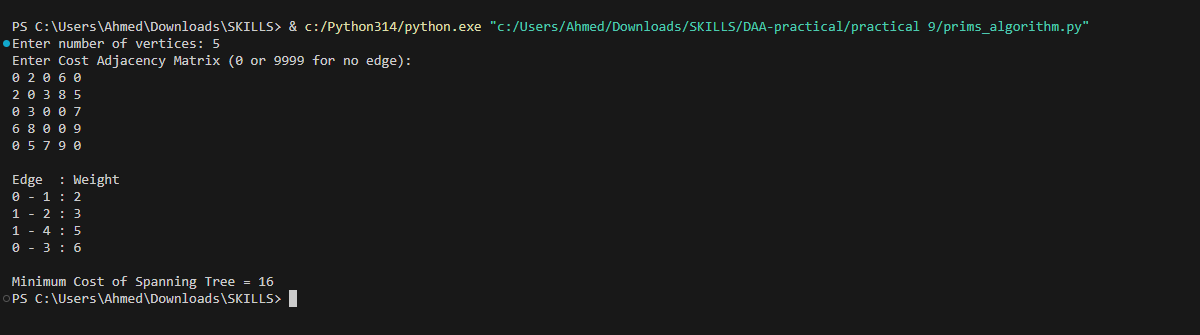 PS C:\Users\Ahmed\Downloads\SKILLS> & c:/Python314/python.exe "c:/Users/Ahmed/Downloads/SKILLS/DAA-practical/practical 9/prims_algorithm.py"
Enter number of vertices: 5
Enter Cost Adjacency Matrix (0 or 9999 for no edge):
0 2 0 6 0
2 0 3 8 5
0 3 0 0 7
6 8 0 0 9
0 5 7 9 0
Edge  : Weight
0 - 1 : 2
1 - 2 : 3
1 - 4 : 5
0 - 3 : 6
Minimum Cost of Spanning Tree = 16
PS C:\Users\Ahmed\Downloads\SKILLS>